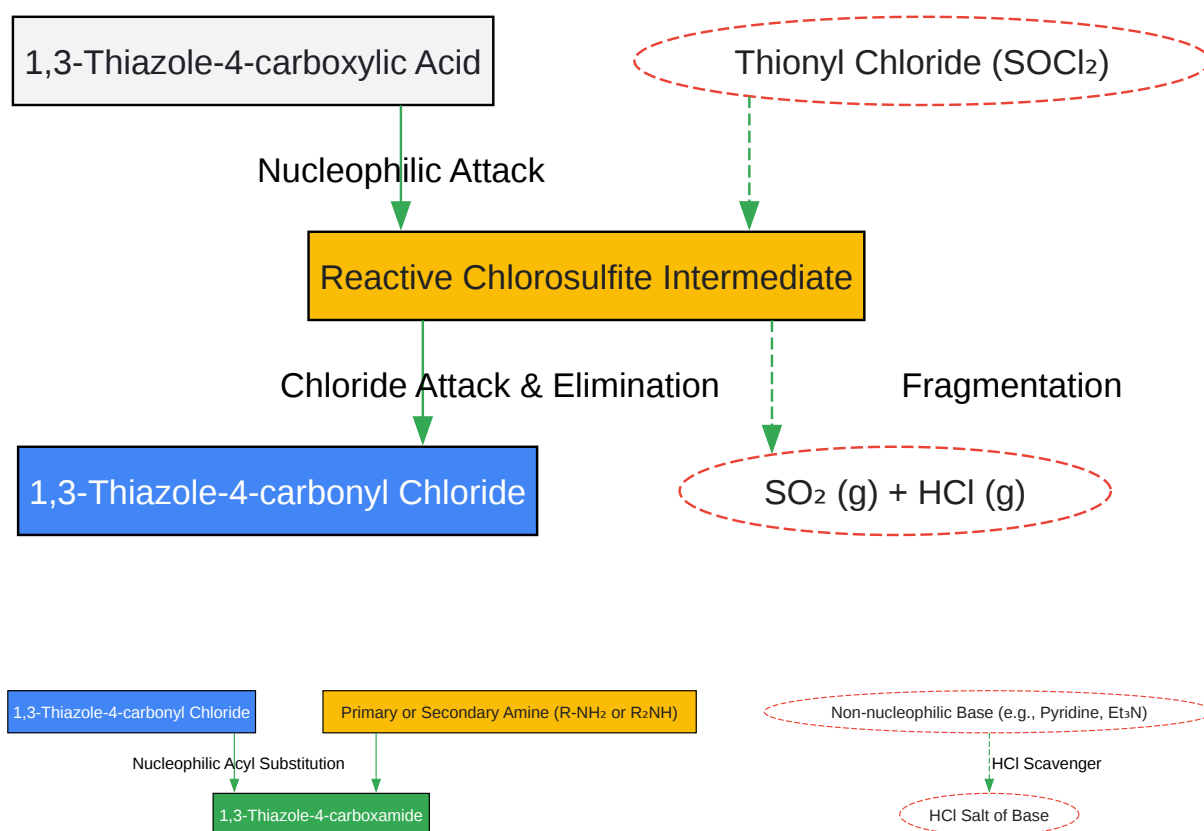 1,3-Thiazole-4-carboxylic Acid
Thionyl Chloride (SOCl₂)
Nucleophilic Attack
Reactive Chlorosulfite Intermediate
Chloride Attack & Elimination
Fragmentation
1,3-Thiazole-4-carbonyl Chloride
SO₂ (g) + HCl (g)
1,3-Thiazole-4-carbonyl Chloride
Primary or Secondary Amine (R-NH₂ or R₂NH)
Non-nucleophilic Base (e.g., Pyridine, Et₃N)
Nucleophilic Acyl Substitution
HCl Scavenger
1,3-Thiazole-4-carboxamide
HCl Salt of Base